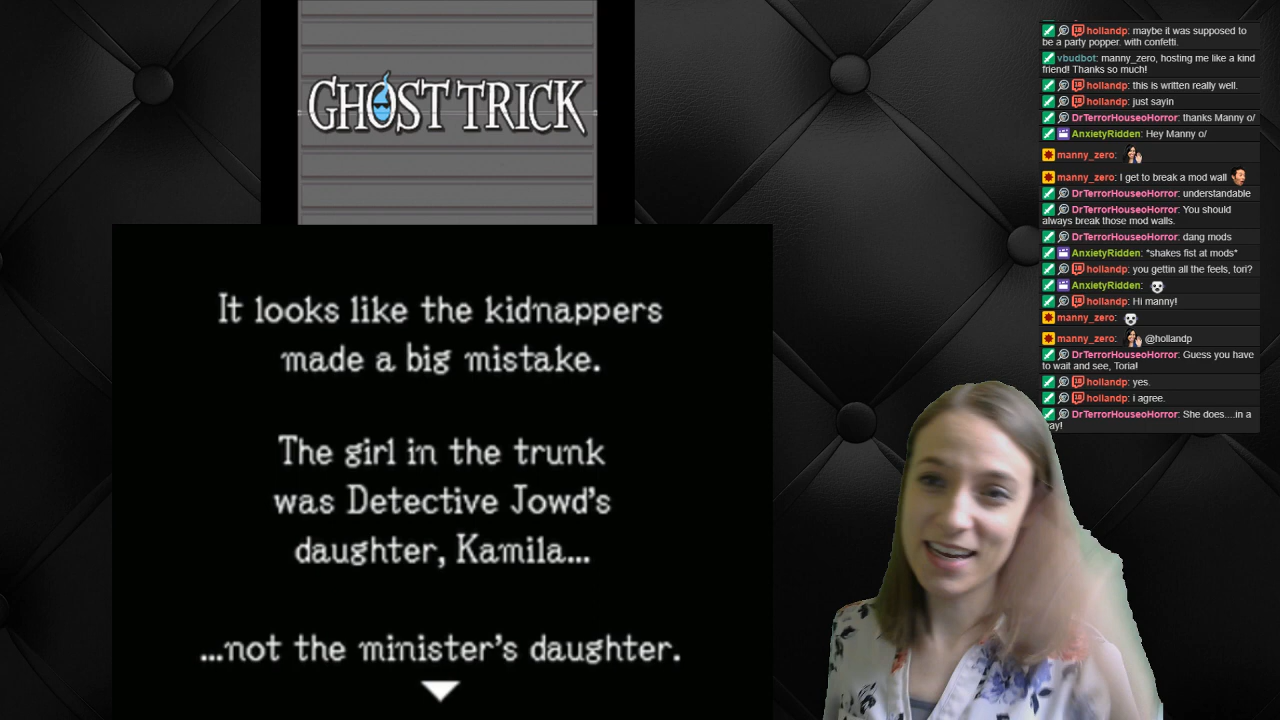 GHOST TRICK
It looks like the kidnappers
made a big mistake.
The girl in the trunk
was Detective Jowd's
daughter, Kamila...
...not the minister's daughter.
hollandp: maybe it was supposed to
be a party popper. with confetti.
vbudbot: manny_zero, hosting me like a kind
friend! Thanks so much!
hollandp: this is written really well.
hollandp: just sayin
DrTerrorHouseoHorror: thanks Manny o/
AnxietyRidden: Hey Manny o/
manny_zero:
manny_zero: I get to break a mod wall
DrTerrorHouseoHorror: understandable
DrTerrorHouseoHorror: You should
always break those mod walls.
DrTerrorHouseoHorror: dang mods
AnxietyRidden: *shakes fist at mods*
hollandp: you gettin all the feels, tori?
AnxietyRidden:
hollandp: Hi manny!
manny_zero:
manny_zero: @hollandp
DrTerrorHouseoHorror: Guess you have
to wait and see, Toria!
hollandp: yes.
hollandp: i agree.
DrTerrorHouseoHorror: She does....in a
ay!